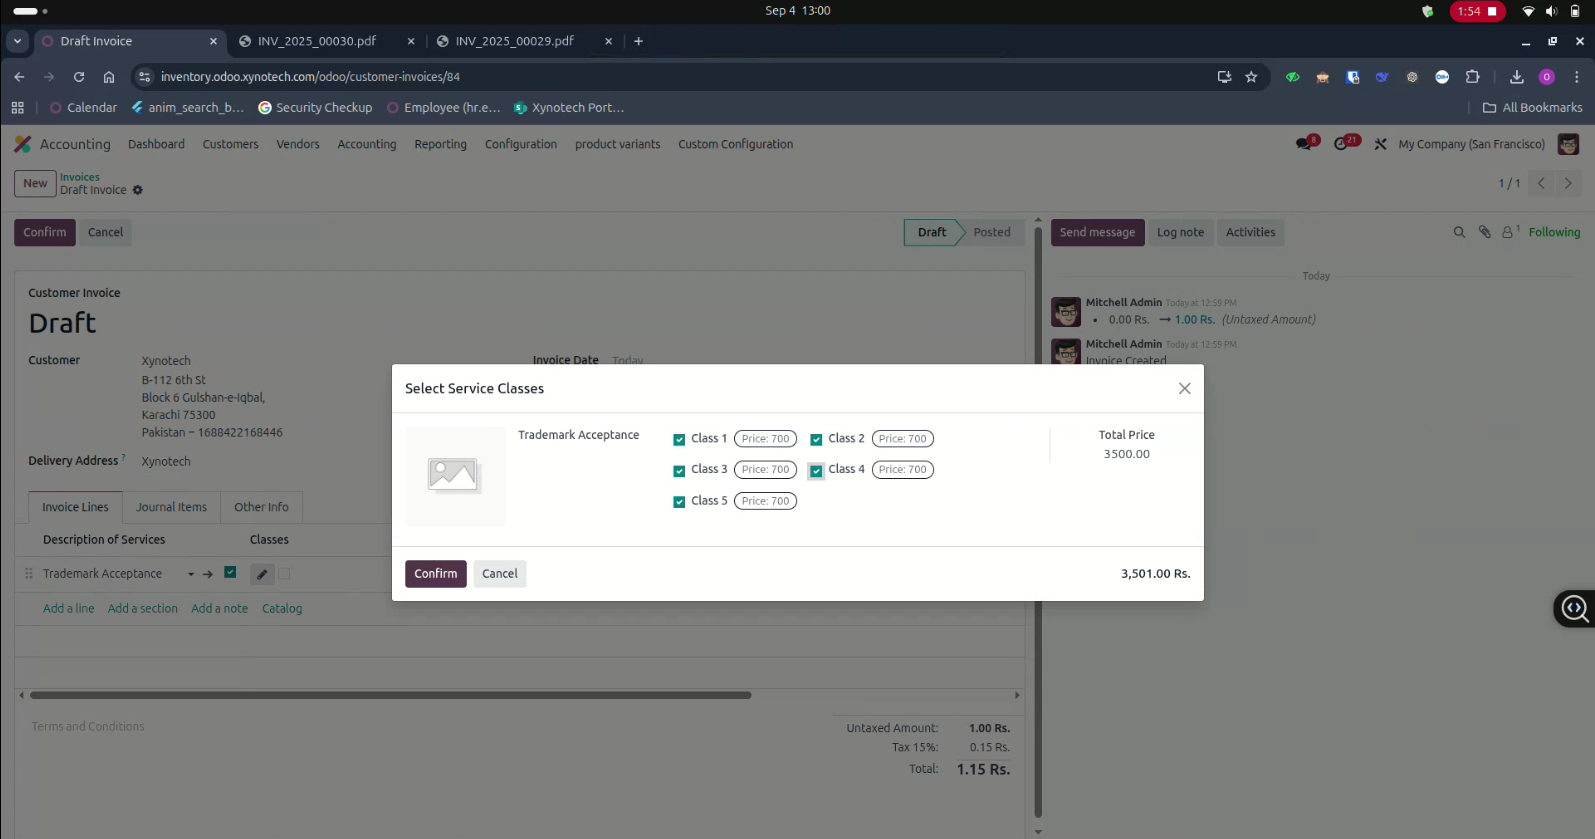 Sep 4 13:00
1:54
Draft Invoice
INV_2025_00030.pdf
INV_2025_00029.pdf
inventory.odoo.xynotech.com/odoo/customer-invoices/84
O
Calendar
anim_search_b...
Security Checkup
Employee (hr.e...
Xynotech Port...
All Bookmarks
Accounting
Dashboard
Customers
Vendors
Accounting
Reporting
Configuration
product variants
Custom Configuration
8
21
My Company (San Francisco)
New
Invoices
Draft Invoice
1 / 1
Confirm
Cancel
Draft
Posted
Send message
Log note
Activities
1
Following
Customer Invoice
Draft
Customer
Xynotech
B-112 6th St
Block 6 Gulshan-e-Iqbal,
Karachi 75300
Pakistan – 1688422168446
Invoice Date
Today
Delivery Address ?
Xynotech
Today
Mitchell Admin Today at 12:59 PM
• 0.00 Rs. → 1.00 Rs. (Untaxed Amount)
Mitchell Admin Today at 12:59 PM
Invoice Created
Select Service Classes
Trademark Acceptance
Class 1 Price: 700
Class 2 Price: 700
Class 3 Price: 700
Class 4 Price: 700
Class 5 Price: 700
Total Price
3500.00
Confirm
Cancel
3,501.00 Rs.
Invoice Lines
Journal Items
Other Info
Description of Services
Classes
Trademark Acceptance
Add a line
Add a section
Add a note
Catalog
Terms and Conditions
Untaxed Amount: 1.00 Rs.
Tax 15%: 0.15 Rs.
Total: 1.15 Rs.